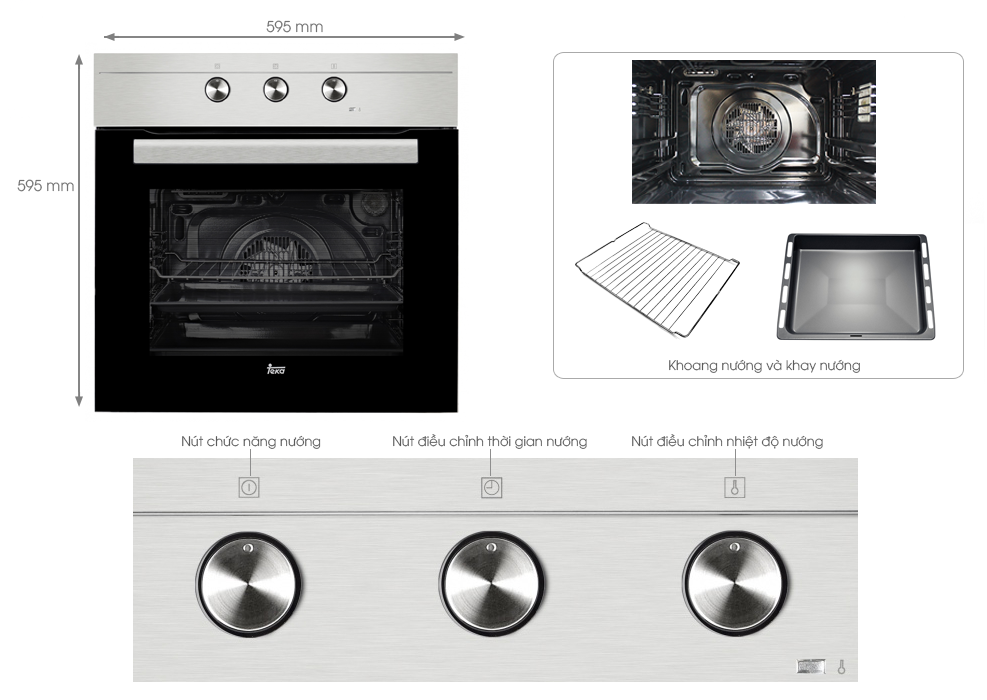 595 mm
595 mm
Teka
Khoang nướng và khay nướng
Nút chức năng nướng
Nút điều chỉnh thời gian nướng
Nút điều chỉnh nhiệt độ nướng